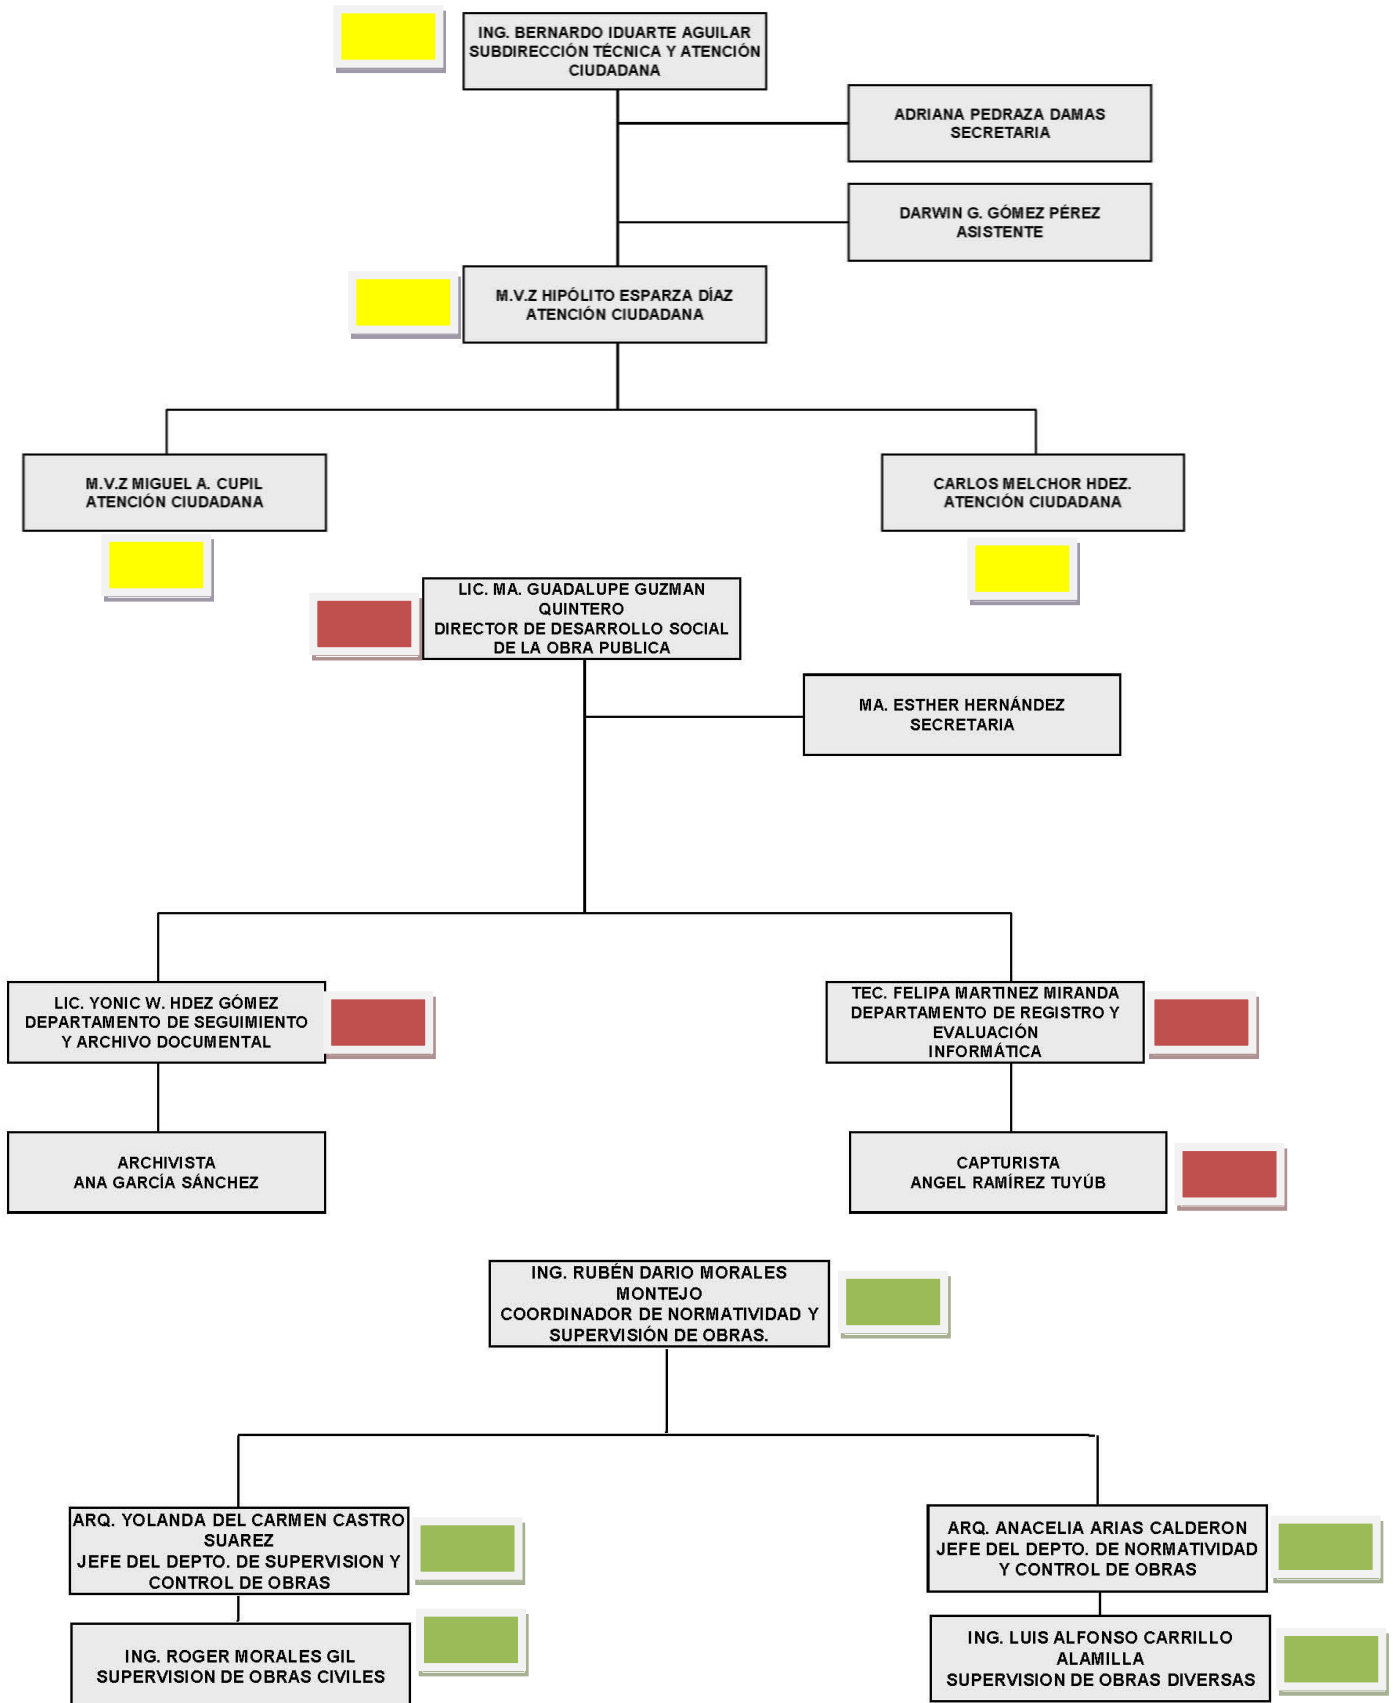 ING. BERNARDO IDUARTE AGUILAR
SUBDIRECCIÓN TÉCNICA Y ATENCIÓN
CIUDADANA
ADRIANA PEDRAZA DAMAS
SECRETARIA
DARWIN G. GÓMEZ PÉREZ
ASISTENTE
M.V.Z HIPÓLITO ESPARZA DÍAZ
ATENCIÓN CIUDADANA
M.V.Z MIGUEL A. CUPIL
ATENCIÓN CIUDADANA
CARLOS MELCHOR HDEZ.
ATENCIÓN CIUDADANA
LIC. MA. GUADALUPE GUZMAN
QUINTERO
DIRECTOR DE DESARROLLO SOCIAL
DE LA OBRA PUBLICA
MA. ESTHER HERNÁNDEZ
SECRETARIA
LIC. YONIC W. HDEZ GÓMEZ
DEPARTAMENTO DE SEGUIMIENTO
Y ARCHIVO DOCUMENTAL
TEC. FELIPA MARTINEZ MIRANDA
DEPARTAMENTO DE REGISTRO Y
EVALUACIÓN
INFORMÁTICA
ARCHIVISTA
ANA GARCÍA SÁNCHEZ
CAPTURISTA
ANGEL RAMÍREZ TUYÚB
ING. RUBÉN DARIO MORALES
MONTEJO
COORDINADOR DE NORMATIVIDAD Y
SUPERVISIÓN DE OBRAS.
ARQ. YOLANDA DEL CARMEN CASTRO
SUAREZ
JEFE DEL DEPTO. DE SUPERVISION Y
CONTROL DE OBRAS
ARQ. ANACELIA ARIAS CALDERON
JEFE DEL DEPTO. DE NORMATIVIDAD
Y CONTROL DE OBRAS
ING. ROGER MORALES GIL
SUPERVISION DE OBRAS CIVILES
ING. LUIS ALFONSO CARRILLO
ALAMILLA
SUPERVISION DE OBRAS DIVERSAS